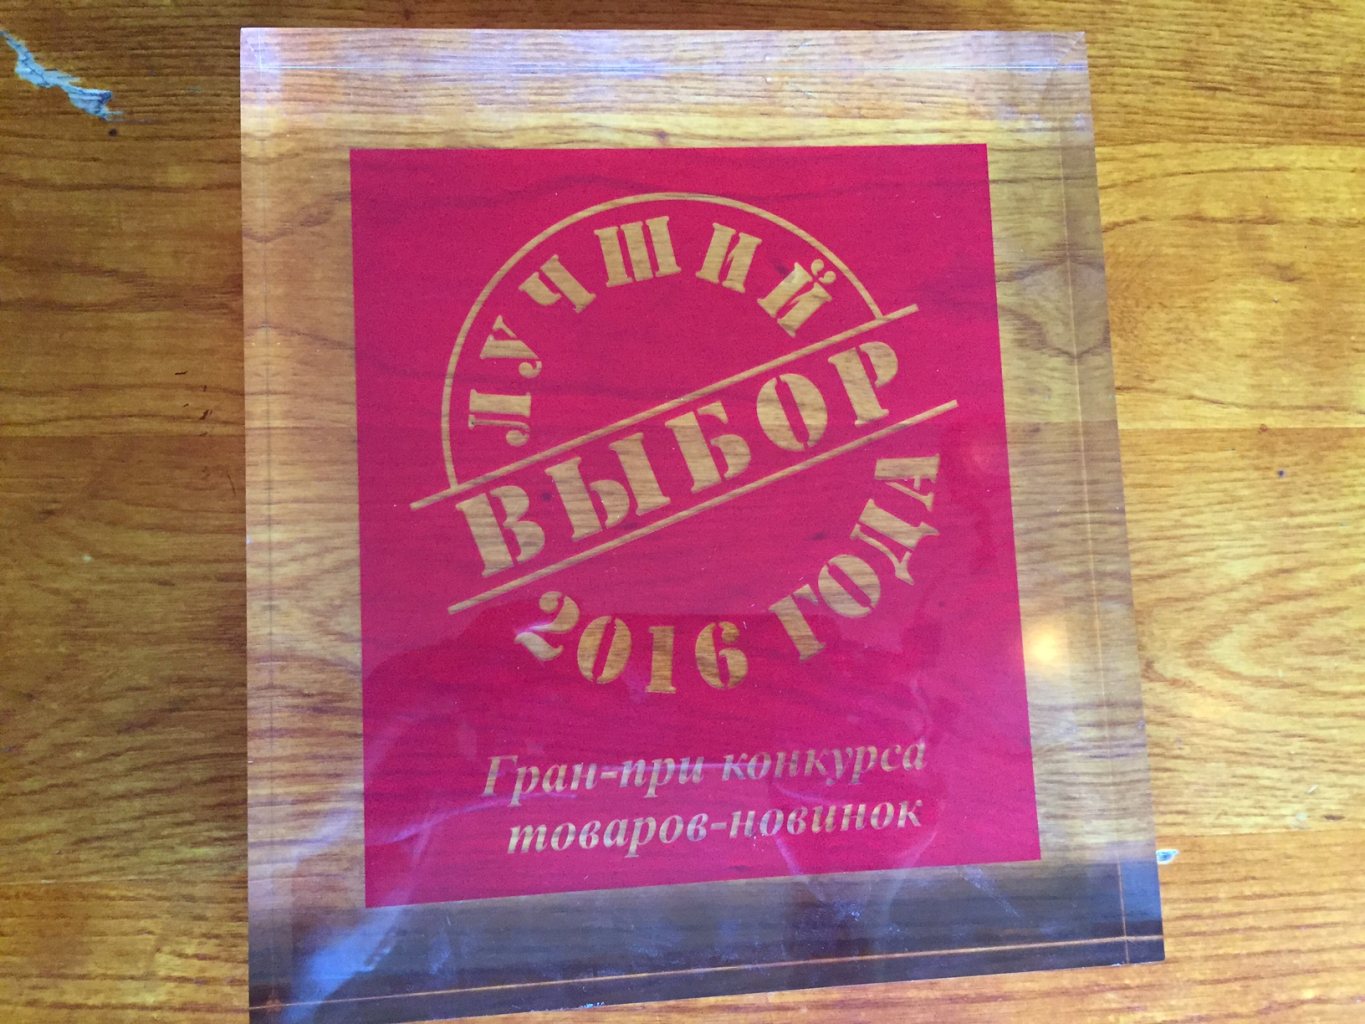 ЛУЧШИЙ
ВЫБОР
2016 ГОДА
Гран-при конкурса
товаров-новинок